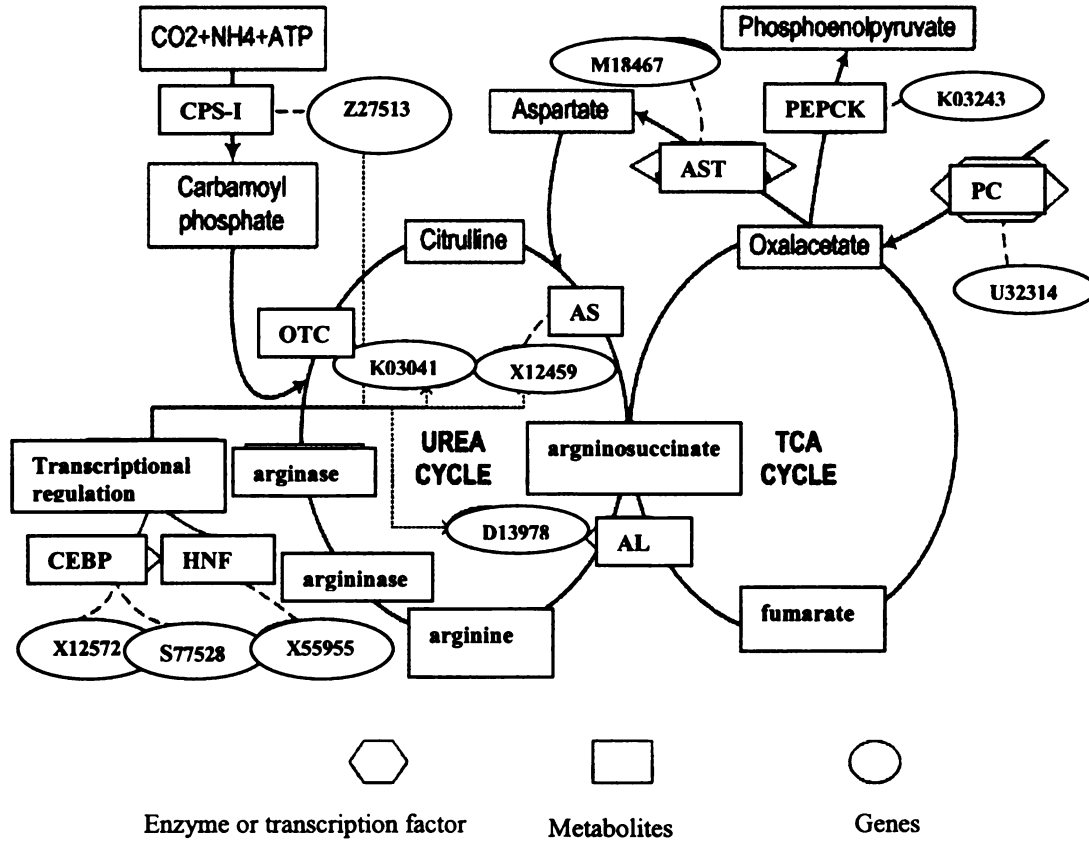 CO2+NH4+ATP
Phosphoenolpyruvate
M18467
CPS-I
Z27513
Aspartate
PEPCK
K03243
AST
PC
Carbamoyl
phosphate
Citrulline
Oxalacetate
U32314
AS
OTC
K03041
X12459
UREA
CYCLE
argninosuccinate
TCA
CYCLE
Transcriptional
regulation
arginase
D13978
AL
CEBP
HNF
argininase
arginine
fumarate
X12572
S77528
X55955
Enzyme or transcription factor
Metabolites
Genes